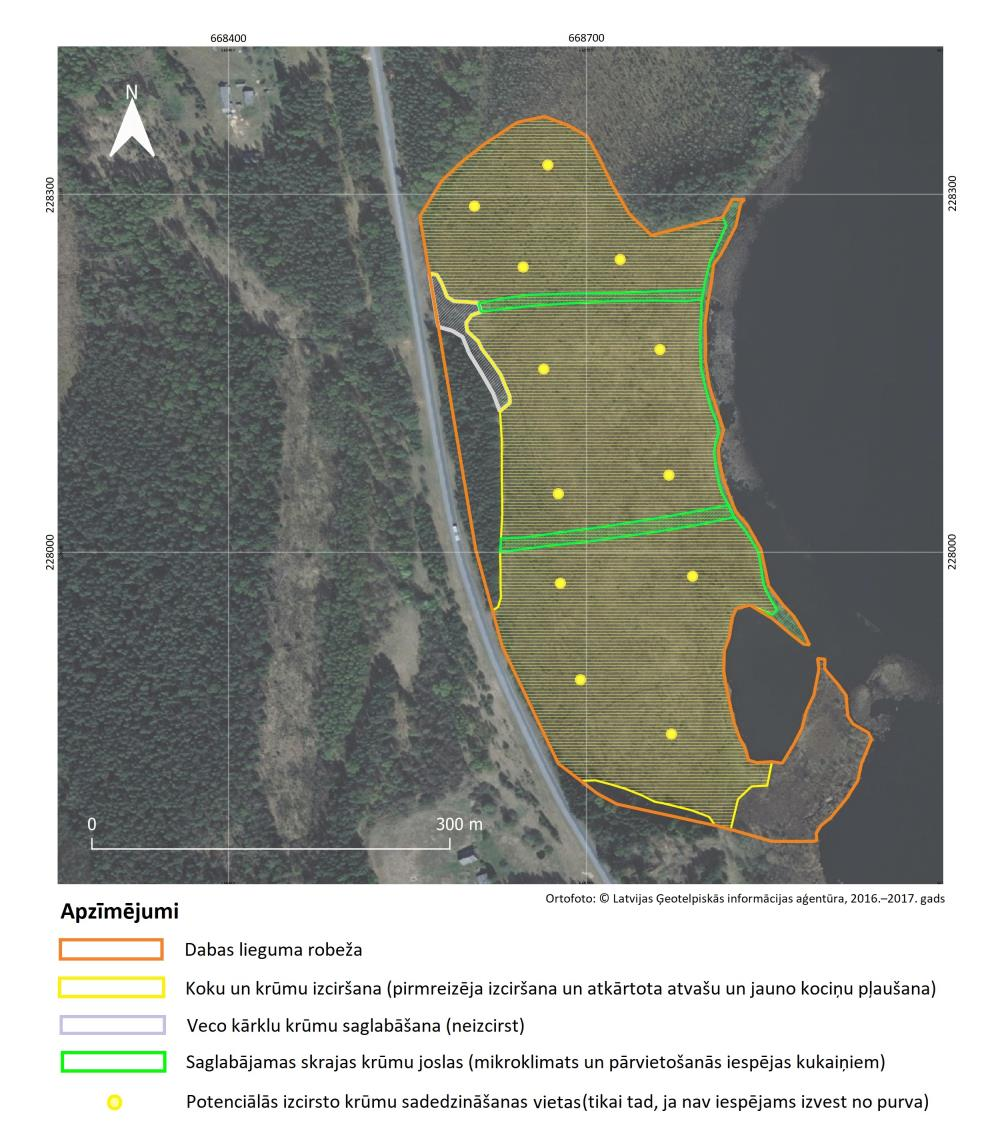 668400
668700
N
228300
228300
228000
228000
0
300 m
Ortofoto: © Latvijas Ģeotelpiskās informācijas aģentūra, 2016.–2017. gads
Apzīmējumi
Dabas lieguma robeža
Koku un krūmu izciršana (pirmreizēja izciršana un atkārtota atvašu un jauno kociņu pļaušana)
Veco kārklu krūmu saglabāšana (neizcirst)
Saglabājamas skrajas krūmu joslas (mikroklimats un pārvietošanās iespējas kukaiņiem)
Potenciālās izcirsto krūmu sadedzināšanas vietas(tikai tad, ja nav iespējams izvest no purva)